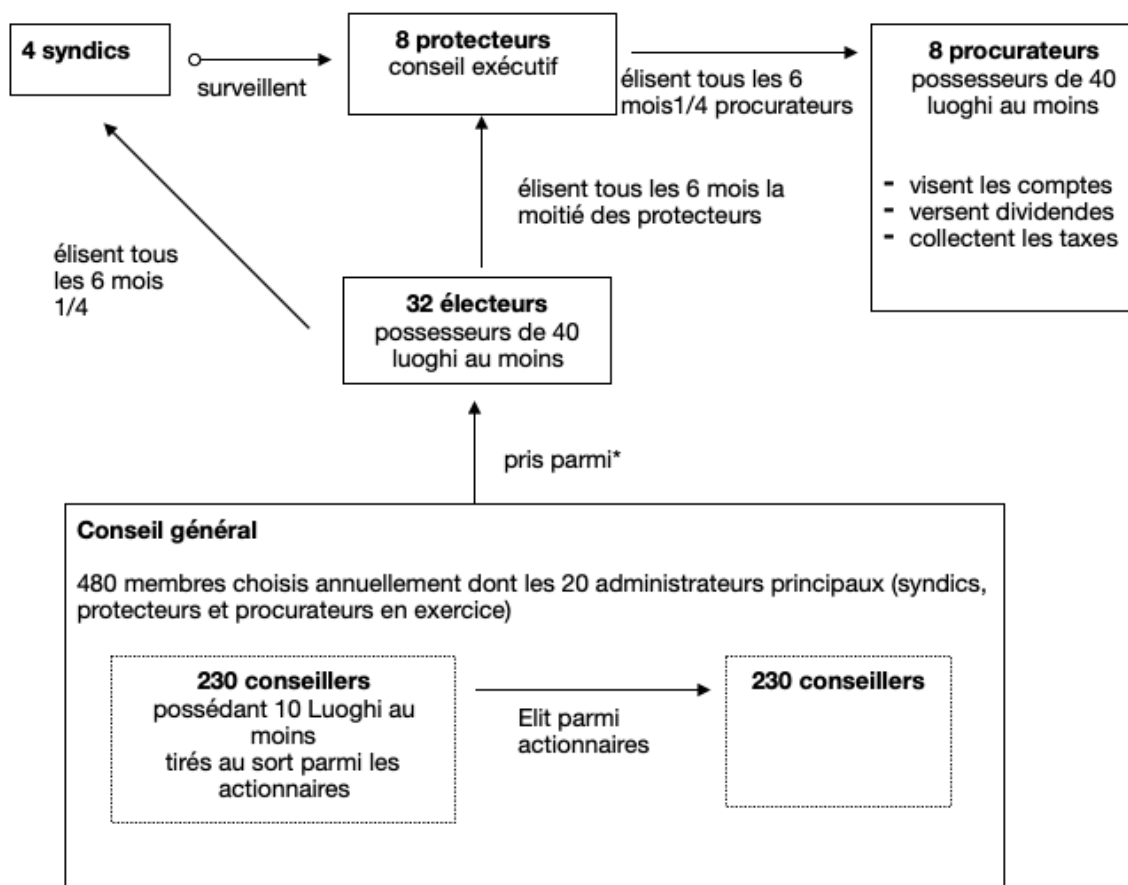 4 syndics
surveillent
8 protecteurs
conseil exécutif
élisent tous les 6
mois1/4 procurateurs
8 procurateurs
possesseurs de 40
luoghi au moins
- visent les comptes
- versent dividendes
- collectent les taxes
élisent tous les 6 mois la
moitié des protecteurs
élisent tous
les 6 mois
1/4
32 électeurs
possesseurs de 40
luoghi au moins
pris parmi*
Conseil général
480 membres choisis annuellement dont les 20 administrateurs principaux (syndics,
protecteurs et procurateurs en exercice)
230 conseillers
possédant 10 Luoghi au
moins
tirés au sort parmi les
actionnaires
Elit parmi
actionnaires
230 conseillers